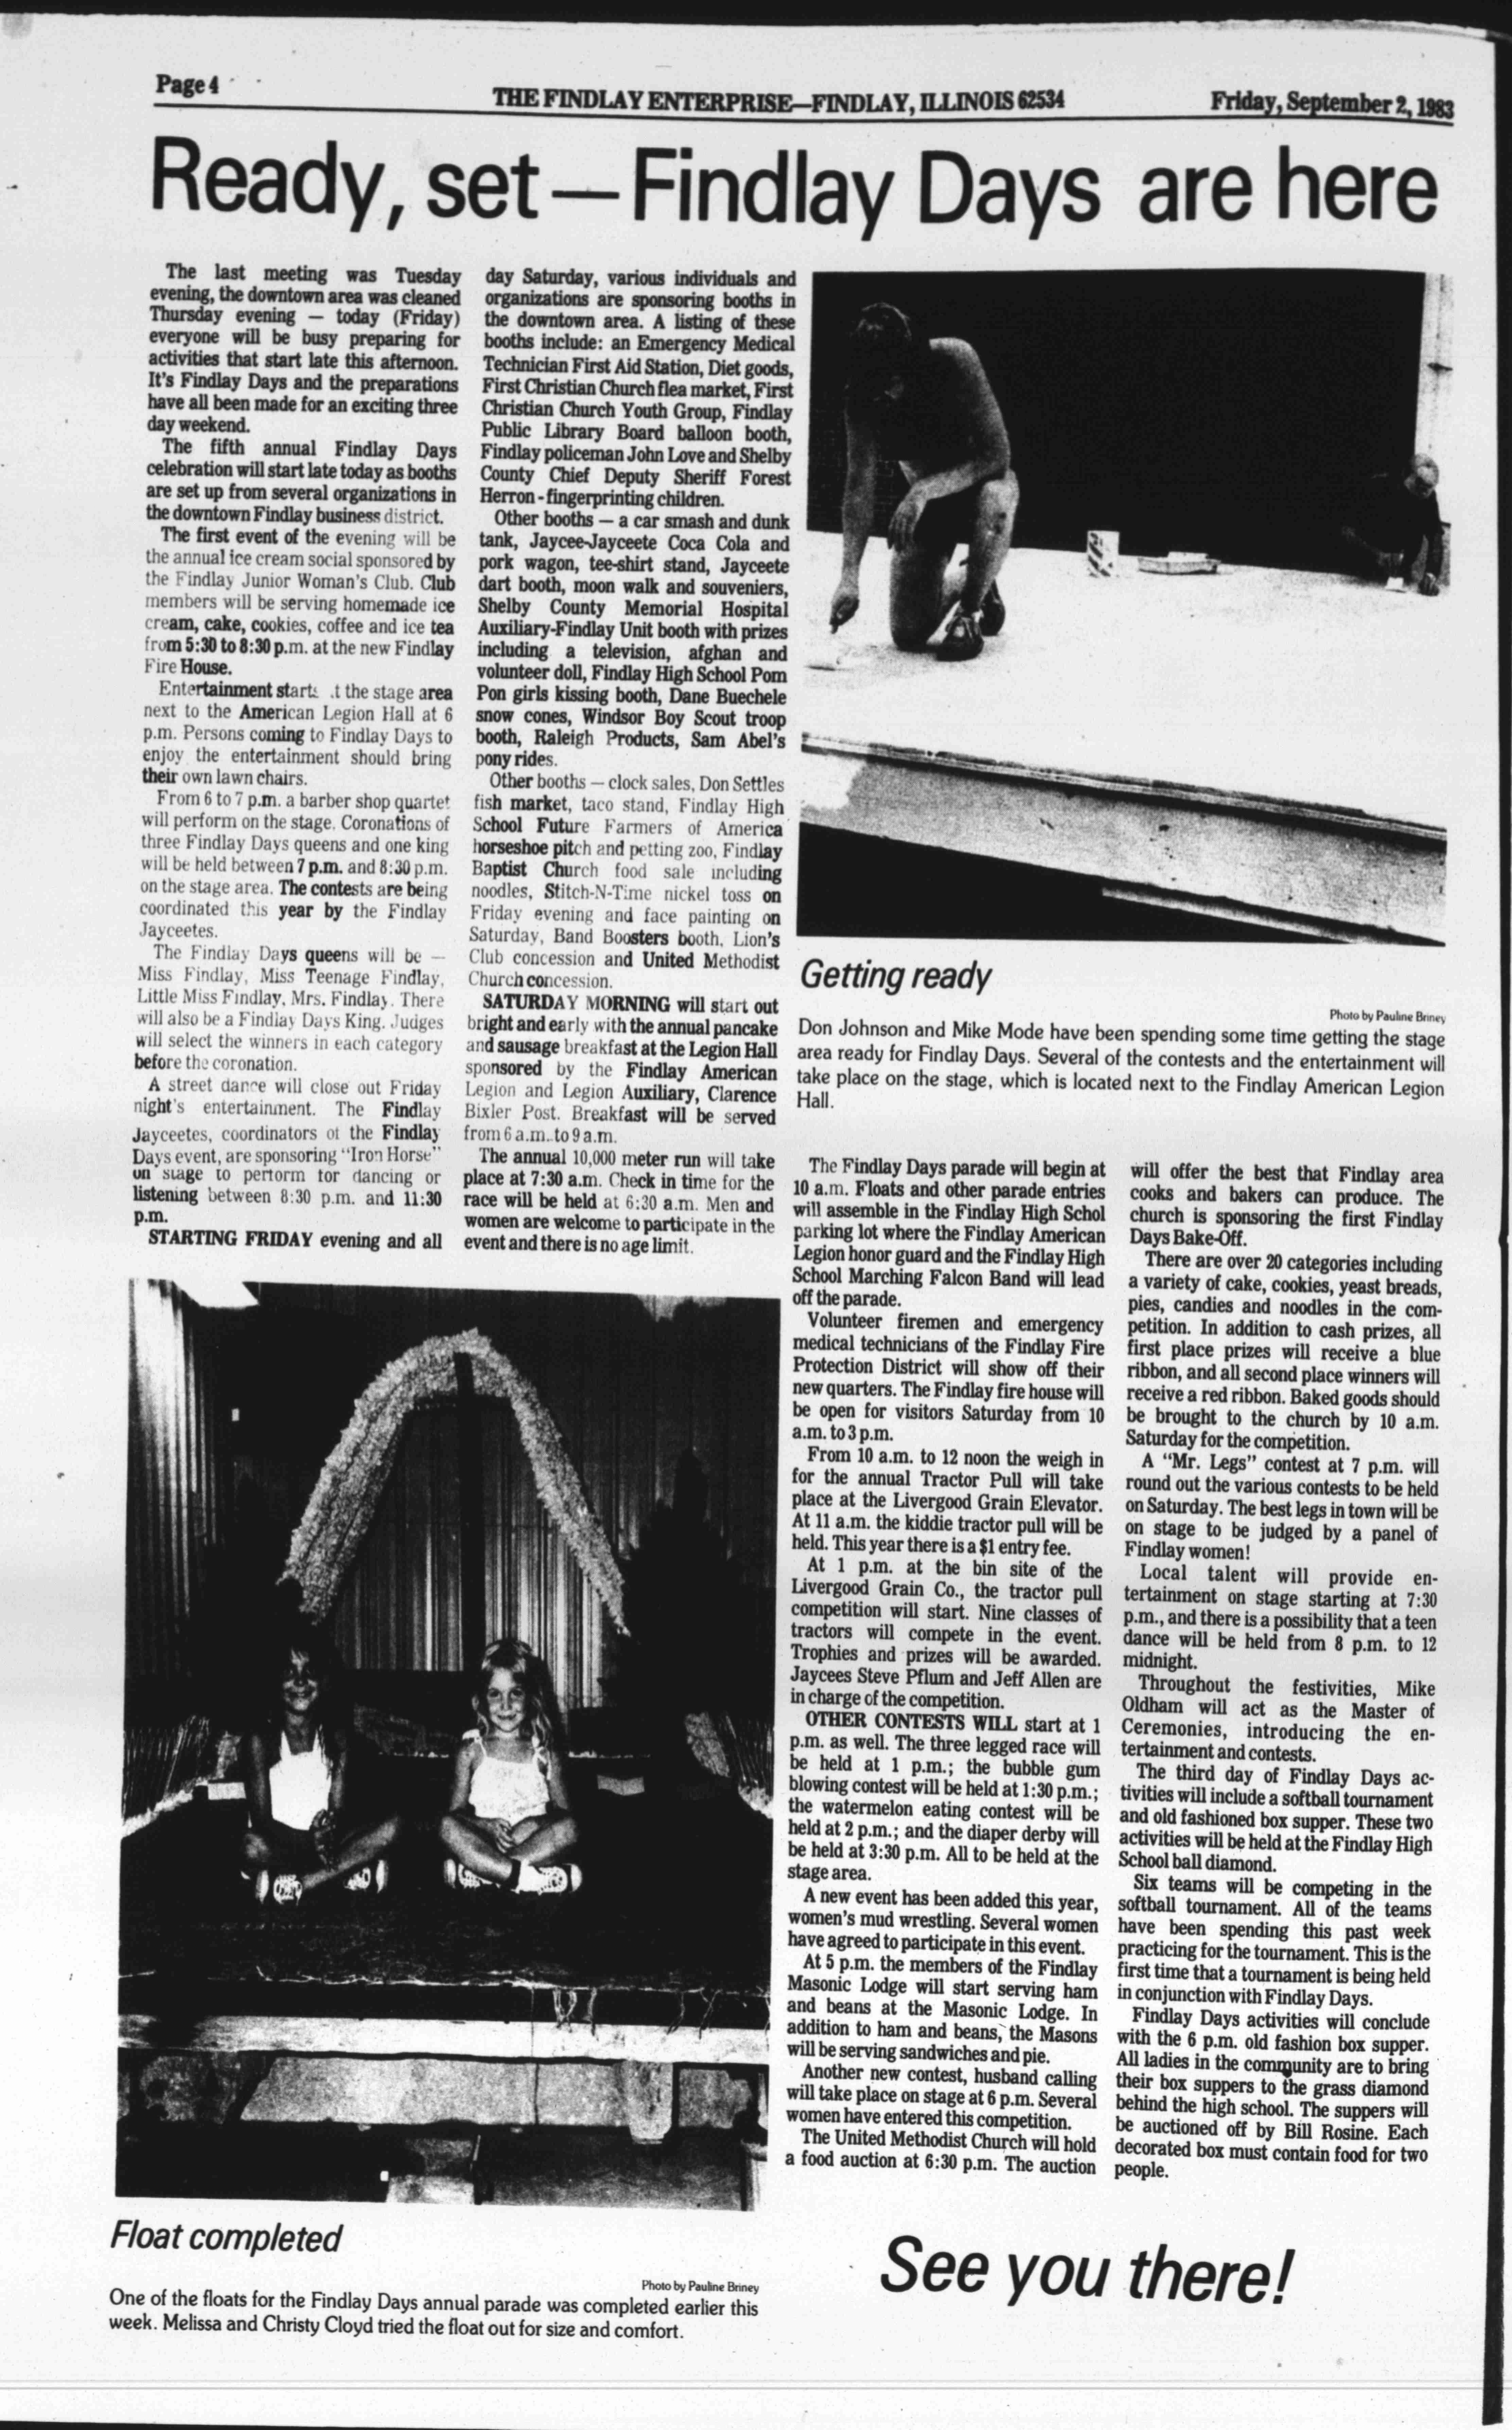 Page 4
THE FINDLAY ENTERPRISE—FINDLAY, ILLINOIS 62534
Friday, September 2, 1983
Ready, set — Findlay Days are here
The last meeting was Tuesday
evening, the downtown area was cleaned
Thursday evening — today (Friday)
everyone will be busy preparing for
activities that start late this afternoon.
It's Findlay Days and the preparations
have all been made for an exciting three
day weekend.
The fifth annual Findlay Days
celebration will start late today as booths
are set up from several organizations in
the downtown Findlay business district.
The first event of the evening will be
the annual ice cream social sponsored by
the Findlay Junior Woman's Club. Club
members will be serving homemade ice
cream, cake, cookies, coffee and ice tea
from 5:30 to 8:30 p.m. at the new Findlay
Fire House.
Entertainment starts .t the stage area
next to the American Legion Hall at 6
p.m. Persons coming to Findlay Days to
enjoy the entertainment should bring
their own lawn chairs.
From 6 to 7 p.m. a barber shop quartet
will perform on the stage. Coronations of
three Findlay Days queens and one king
will be held between 7 p.m. and 8:30 p.m.
on the stage area. The contests are being
coordinated this year by the Findlay
Jayceetes.
The Findlay Days queens will be —
Miss Findlay, Miss Teenage Findlay,
Little Miss Findlay, Mrs. Findlay. There
will also be a Findlay Days King. Judges
will select the winners in each category
before the coronation.
A street dance will close out Friday
night's entertainment. The Findlay
Jayceetes, coordinators of the Findlay
Days event, are sponsoring "Iron Horse"
on stage to perform for dancing or
listening between 8:30 p.m. and 11:30
p.m.
STARTING FRIDAY evening and all
day Saturday, various individuals and
organizations are sponsoring booths in
the downtown area. A listing of these
booths include: an Emergency Medical
Technician First Aid Station, Diet goods,
First Christian Church flea market, First
Christian Church Youth Group, Findlay
Public Library Board balloon booth,
Findlay policeman John Love and Shelby
County Chief Deputy Sheriff Forest
Herron - fingerprinting children.
Other booths — a car smash and dunk
tank, Jaycee-Jayceete Coca Cola and
pork wagon, tee-shirt stand, Jayceete
dart booth, moon walk and souveniers,
Shelby County Memorial Hospital
Auxiliary-Findlay Unit booth with prizes
including a television, afghan and
volunteer doll, Findlay High School Pom
Pon girls kissing booth, Dane Buechele
snow cones, Windsor Boy Scout troop
booth, Raleigh Products, Sam Abel's
pony rides.
Other booths — clock sales, Don Settles
fish market, taco stand, Findlay High
School Future Farmers of America
horseshoe pitch and petting zoo, Findlay
Baptist Church food sale including
noodles, Stitch-N-Time nickel toss on
Friday evening and face painting on
Saturday, Band Boosters booth, Lion's
Club concession and United Methodist
Church concession.
SATURDAY MORNING will start out
bright and early with the annual pancake
and sausage breakfast at the Legion Hall
sponsored by the Findlay American
Legion and Legion Auxiliary, Clarence
Bixler Post. Breakfast will be served
from 6 a.m. to 9 a.m.
The annual 10,000 meter run will take
place at 7:30 a.m. Check in time for the
race will be held at 6:30 a.m. Men and
women are welcome to participate in the
event and there is no age limit.
Getting ready
Photo by Pauline Briney
Don Johnson and Mike Mode have been spending some time getting the stage
area ready for Findlay Days. Several of the contests and the entertainment will
take place on the stage, which is located next to the Findlay American Legion
Hall.
The Findlay Days parade will begin at
10 a.m. Floats and other parade entries
will assemble in the Findlay High Schol
parking lot where the Findlay American
Legion honor guard and the Findlay High
School Marching Falcon Band will lead
off the parade.
Volunteer firemen and emergency
medical technicians of the Findlay Fire
Protection District will show off their
new quarters. The Findlay fire house will
be open for visitors Saturday from 10
a.m. to 3 p.m.
From 10 a.m. to 12 noon the weigh in
for the annual Tractor Pull will take
place at the Livergood Grain Elevator.
At 11 a.m. the kiddie tractor pull will be
held. This year there is a $1 entry fee.
At 1 p.m. at the bin site of the
Livergood Grain Co., the tractor pull
competition will start. Nine classes of
tractors will compete in the event.
Trophies and prizes will be awarded.
Jaycees Steve Pflum and Jeff Allen are
in charge of the competition.
OTHER CONTESTS WILL start at 1
p.m. as well. The three legged race will
be held at 1 p.m.; the bubble gum
blowing contest will be held at 1:30 p.m.;
the watermelon eating contest will be
held at 2 p.m.; and the diaper derby will
be held at 3:30 p.m. All to be held at the
stage area.
A new event has been added this year,
women's mud wrestling. Several women
have agreed to participate in this event.
At 5 p.m. the members of the Findlay
Masonic Lodge will start serving ham
and beans at the Masonic Lodge. In
addition to ham and beans, the Masons
will be serving sandwiches and pie.
Another new contest, husband calling
will take place on stage at 6 p.m. Several
women have entered this competition.
The United Methodist Church will hold
a food auction at 6:30 p.m. The auction
will offer the best that Findlay area
cooks and bakers can produce. The
church is sponsoring the first Findlay
Days Bake-Off.
There are over 20 categories including
a variety of cake, cookies, yeast breads,
pies, candies and noodles in the com-
petition. In addition to cash prizes, all
first place prizes will receive a blue
ribbon, and all second place winners will
receive a red ribbon. Baked goods should
be brought to the church by 10 a.m.
Saturday for the competition.
A "Mr. Legs" contest at 7 p.m. will
round out the various contests to be held
on Saturday. The best legs in town will be
on stage to be judged by a panel of
Findlay women!
Local talent will provide en-
tertainment on stage starting at 7:30
p.m., and there is a possibility that a teen
dance will be held from 8 p.m. to 12
midnight.
Throughout the festivities, Mike
Oldham will act as the Master of
Ceremonies, introducing the en-
tertainment and contests.
The third day of Findlay Days ac-
tivities will include a softball tournament
and old fashioned box supper. These two
activities will be held at the Findlay High
School ball diamond.
Six teams will be competing in the
softball tournament. All of the teams
have been spending this past week
practicing for the tournament. This is the
first time that a tournament is being held
in conjunction with Findlay Days.
Findlay Days activities will conclude
with the 6 p.m. old fashion box supper.
All ladies in the community are to bring
their box suppers to the grass diamond
behind the high school. The suppers will
be auctioned off by Bill Rosine. Each
decorated box must contain food for two
people.
Float completed
Photo by Pauline Briney
One of the floats for the Findlay Days annual parade was completed earlier this
week. Melissa and Christy Cloyd tried the float out for size and comfort.
See you there!